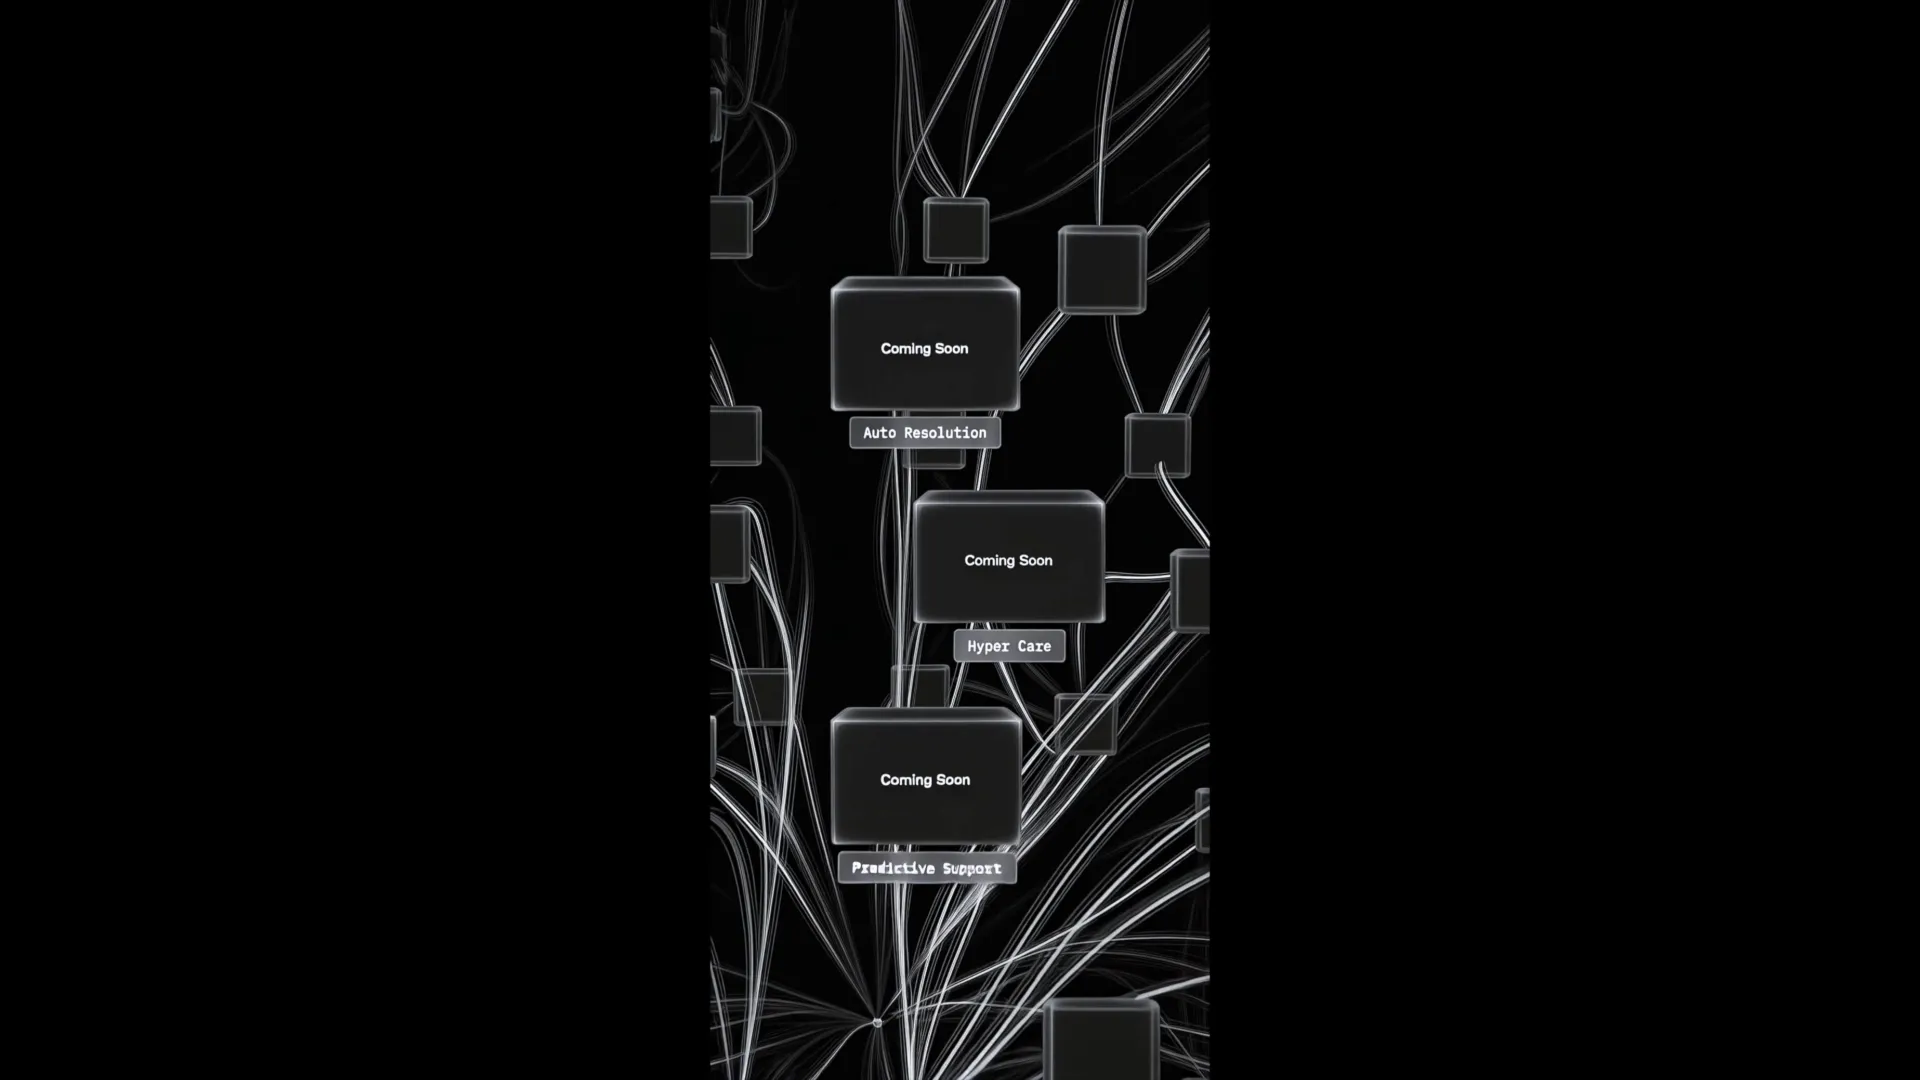 Coming Soon
Auto Resolution
Coming Soon
Hyper Care
Coming Soon
Predictive Support